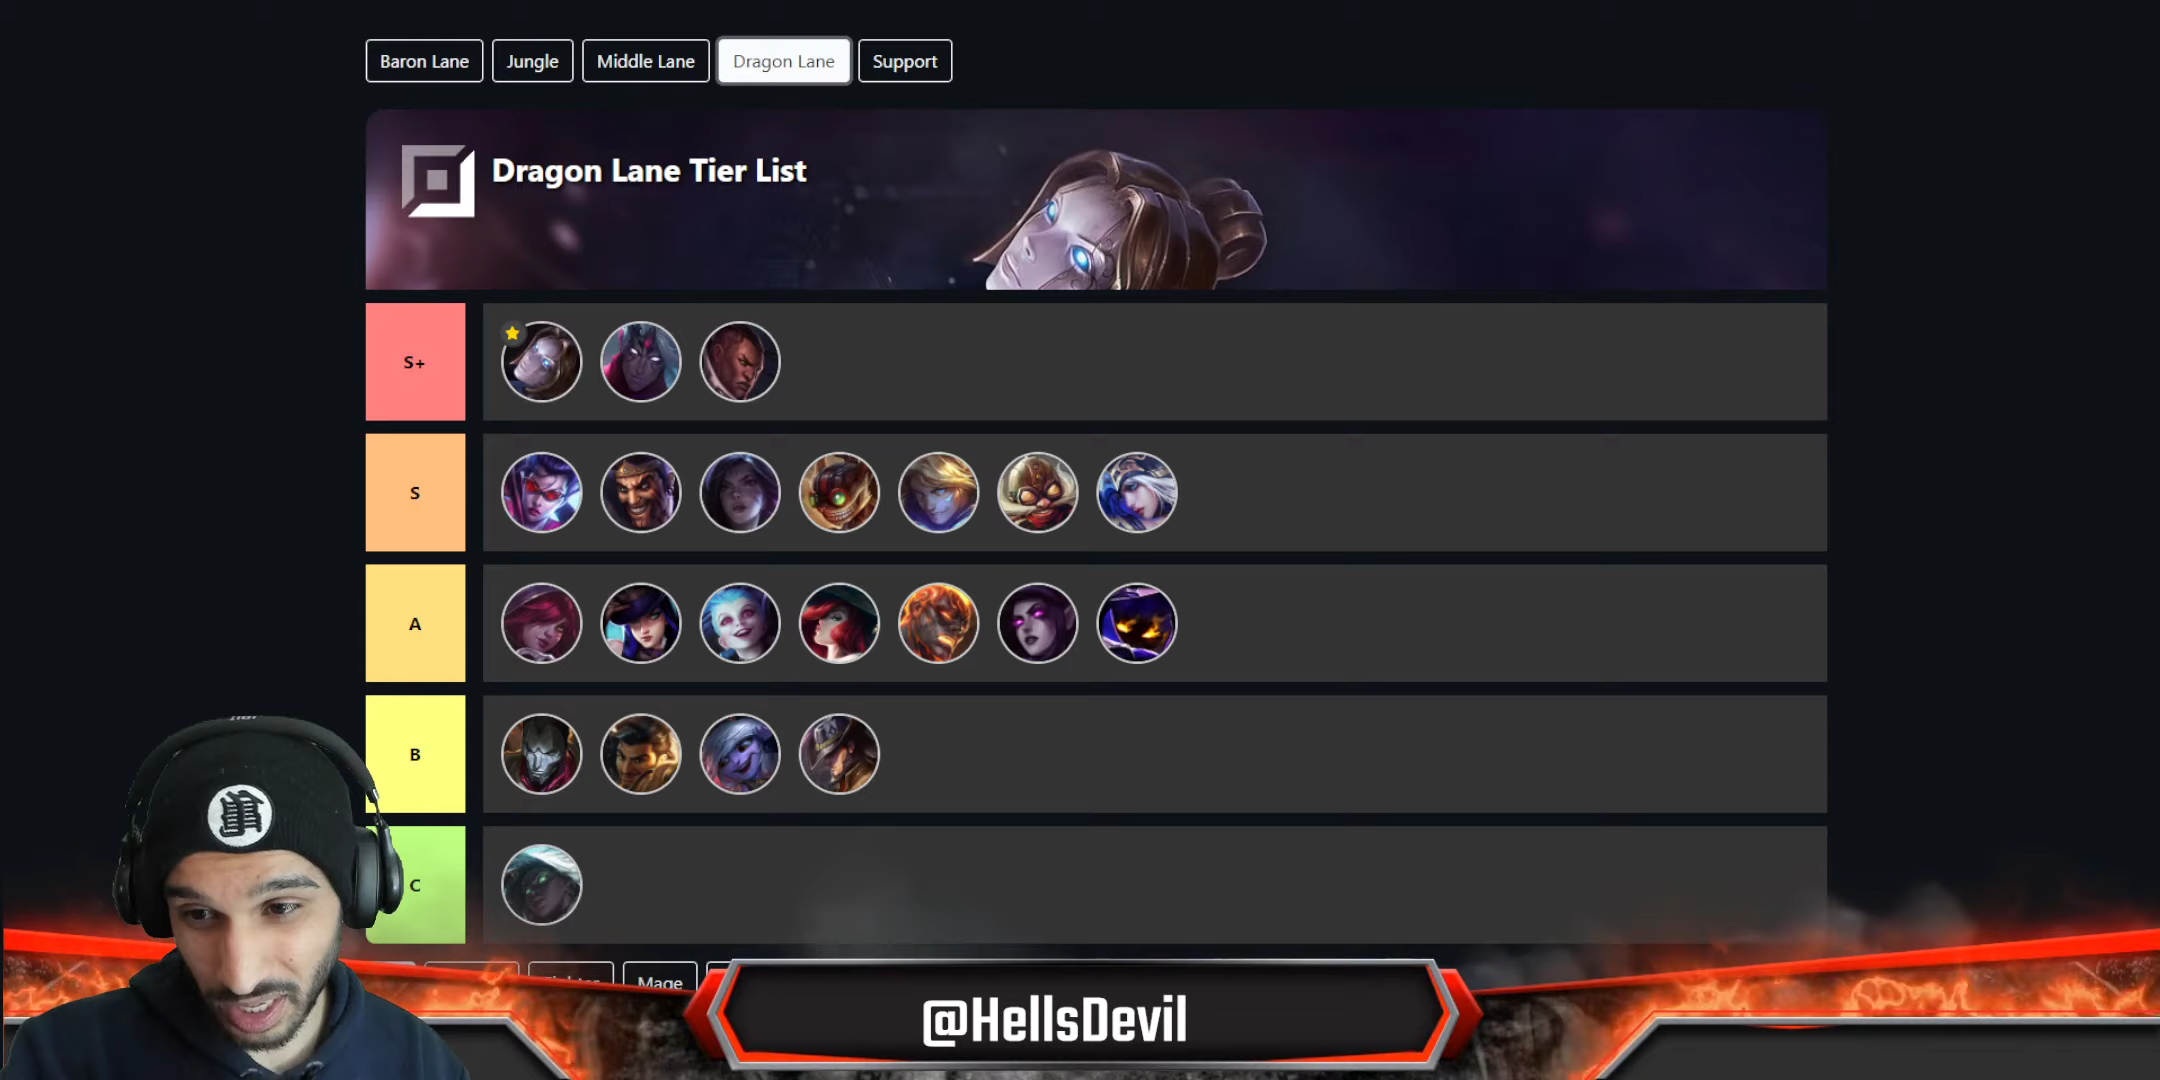 Baron Lane
Jungle
Middle Lane
Dragon Lane
Support
Dragon Lane Tier List
S+
S
A
B
C
Mage
@HellsDevil